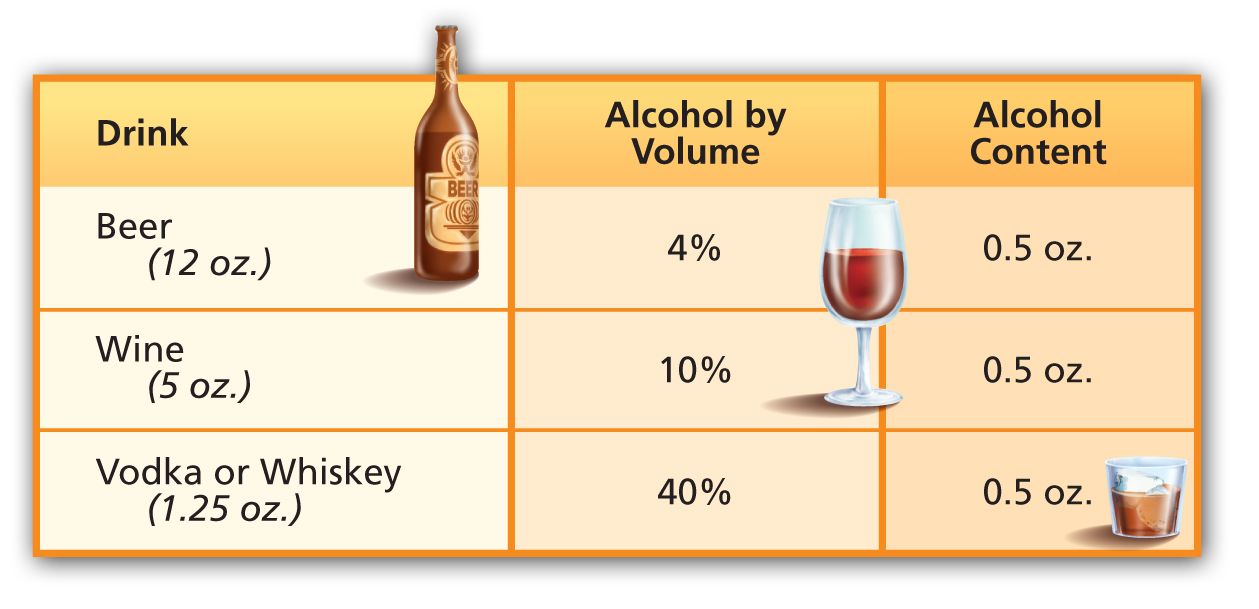 Drink
Alcohol by
Volume
Alcohol
Content
BEER
Beer
(12 oz.)
4%
0.5 oz.
Wine
(5 oz.)
10%
0.5 oz.
Vodka or Whiskey
(1.25 oz.)
40%
0.5 oz.